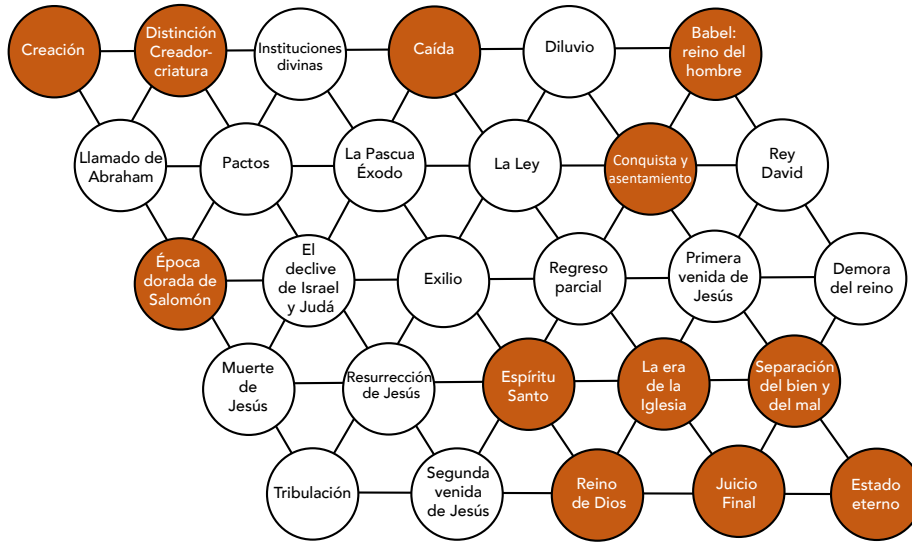 Creación
Distinción
Creador-
criatura
Instituciones
divinas
Caída
Diluvio
Babel:
reino del
hombre
Llamado de
Abraham
Pactos
La Pascua
Éxodo
La Ley
Conquista y
asentamiento
Rey
David
Época
dorada de
Salomón
El
declive
de Israel
y Judá
Exilio
Regreso
parcial
Primera
venida de
Jesús
Demora
del reino
Muerte
de
Jesús
Resurrección
de Jesús
Espíritu
Santo
La era
de la
Iglesia
Separación
del bien y
del mal
Tribulación
Segunda
venida
de Jesús
Reino
de Dios
Juicio
Final
Estado
eterno